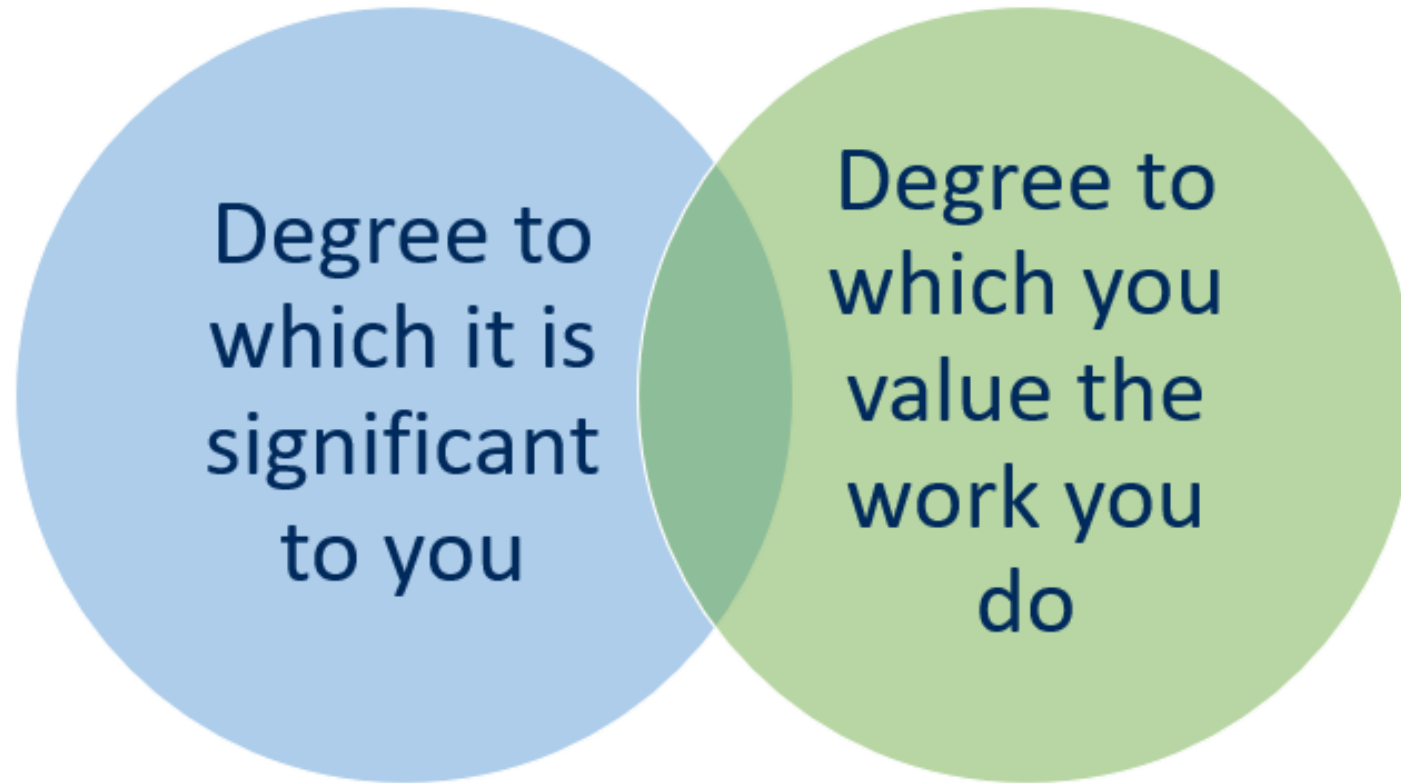 Degree to
which it is
significant
to you
Degree to
which you
value the
work you
do